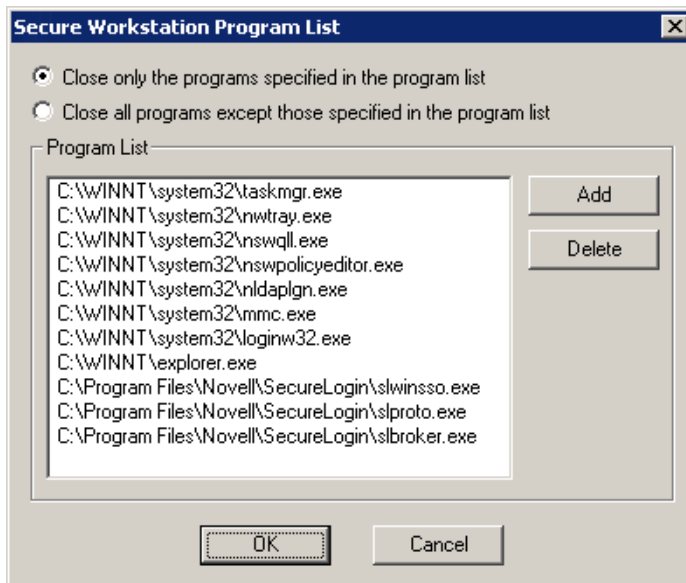 Secure Workstation Program List
Close only the programs specified in the program list
Close all programs except those specified in the program list
Program List
C:\WINNT\system32\taskmgr.exe
C:\WINNT\system32\nwtray.exe
C:\WINNT\system32\nswqll.exe
C:\WINNT\system32\nswpolicyeditor.exe
C:\WINNT\system32\nldaplgn.exe
C:\WINNT\system32\mmc.exe
C:\WINNT\system32\loginw32.exe
C:\WINNT\explorer.exe
C:\Program Files\Novell\SecureLogin\slwinsso.exe
C:\Program Files\Novell\SecureLogin\slproto.exe
C:\Program Files\Novell\SecureLogin\slbroker.exe
Add
Delete
OK
Cancel